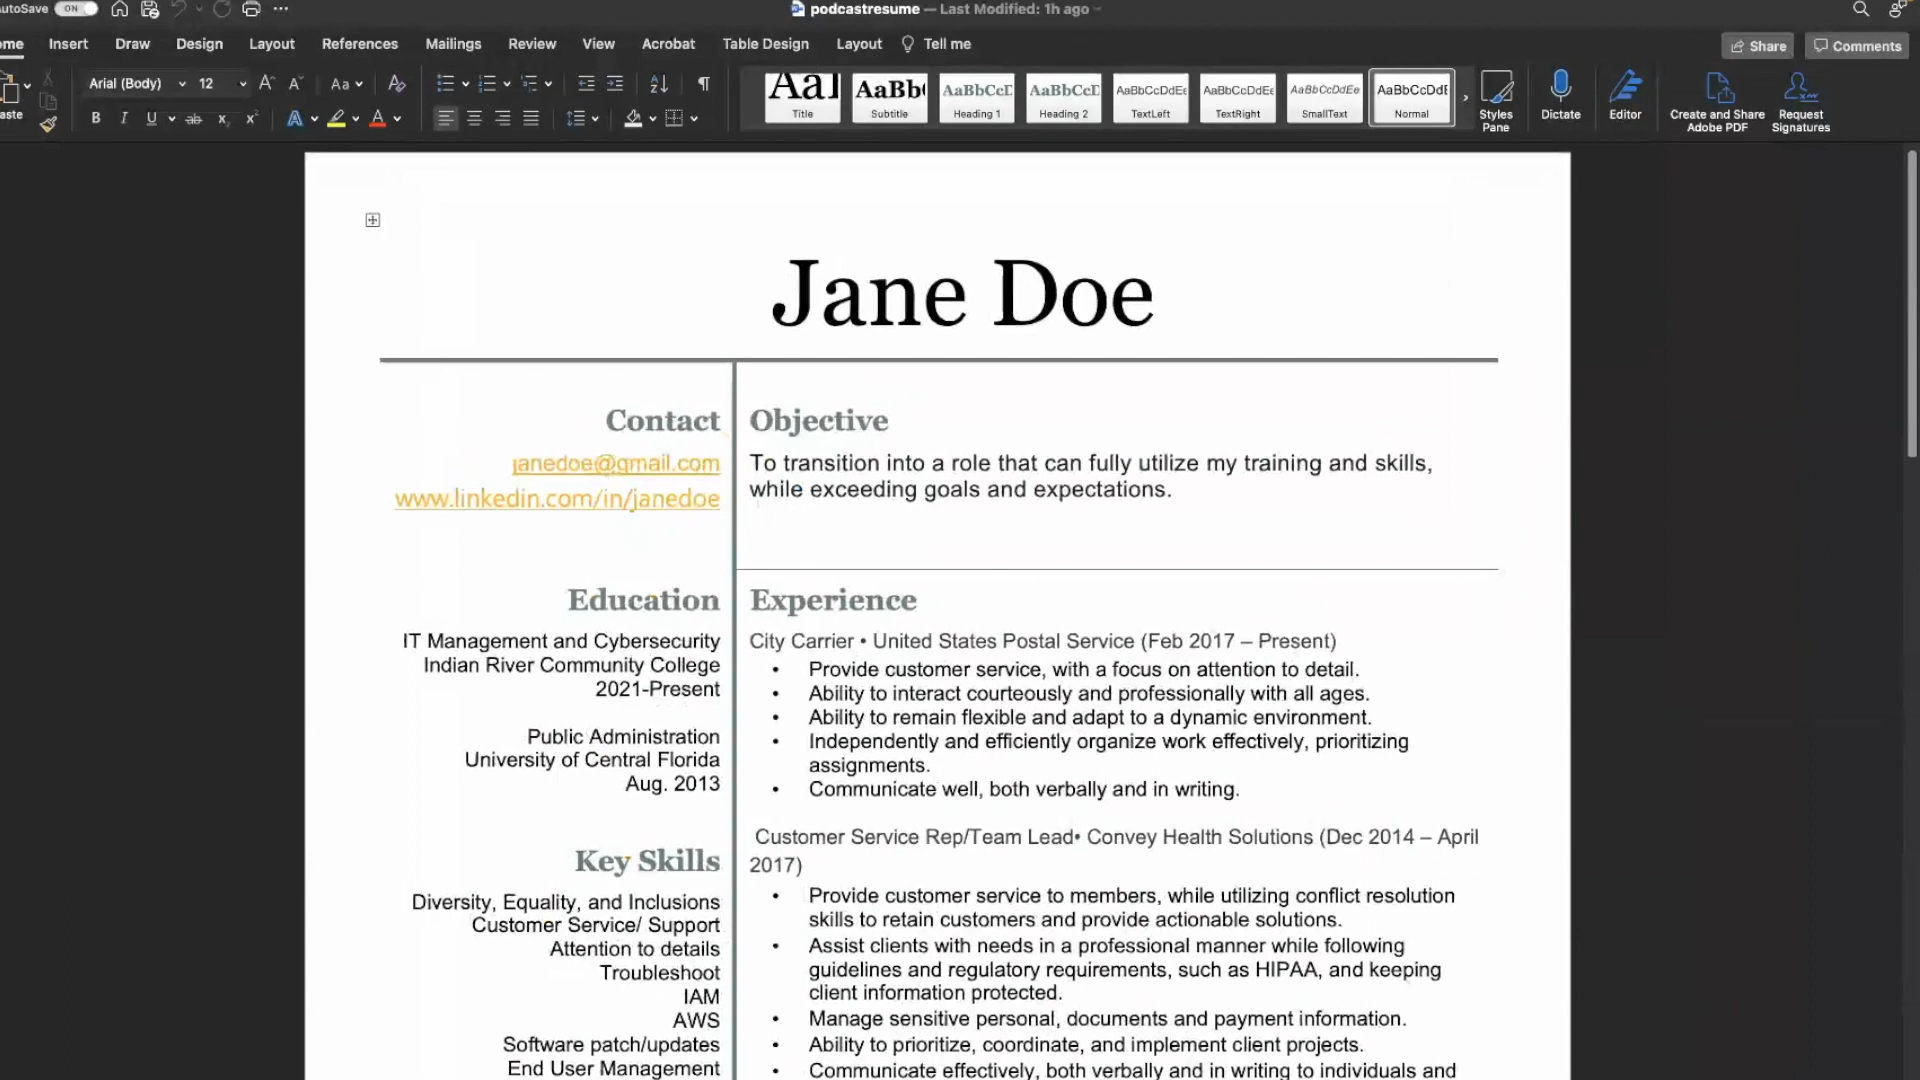 AutoSave ON podcastresume — Last Modified: 1h ago
Insert Draw Design Layout References Mailings Review View Acrobat Table Design Layout Tell me Share Comments
Arial (Body) 12
AaBbCcDdEe AaBbCcDdEe AaBbCcDdEe
Title Subtitle Heading 1 Heading 2 TextLeft TextRight SmallText Normal
Styles Pane Dictate Editor Create and Share Adobe PDF Request Signatures
Jane Doe
Contact
janedoe@gmail.com
www.linkedin.com/in/janedoe
Education
IT Management and Cybersecurity
Indian River Community College
2021-Present
Public Administration
University of Central Florida
Aug. 2013
Key Skills
Diversity, Equality, and Inclusions
Customer Service/ Support
Attention to details
Troubleshoot
IAM
AWS
Software patch/updates
End User Management
Objective
To transition into a role that can fully utilize my training and skills,
while exceeding goals and expectations.
Experience
City Carrier • United States Postal Service (Feb 2017 – Present)
• Provide customer service, with a focus on attention to detail.
• Ability to interact courteously and professionally with all ages.
• Ability to remain flexible and adapt to a dynamic environment.
• Independently and efficiently organize work effectively, prioritizing
assignments.
• Communicate well, both verbally and in writing.
Customer Service Rep/Team Lead• Convey Health Solutions (Dec 2014 – April
2017)
• Provide customer service to members, while utilizing conflict resolution
skills to retain customers and provide actionable solutions.
• Assist clients with needs in a professional manner while following
guidelines and regulatory requirements, such as HIPAA, and keeping
client information protected.
• Manage sensitive personal, documents and payment information.
• Ability to prioritize, coordinate, and implement client projects.
• Communicate effectively, both verbally and in writing to individuals and